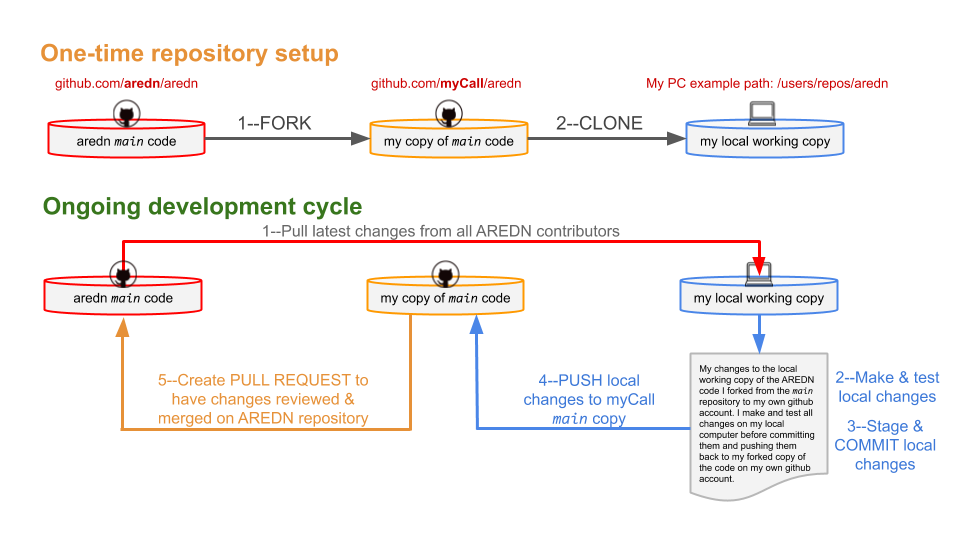 One-time repository setup
github.com/aredn/aredn
github.com/myCall/aredn
My PC example path: /users/repos/aredn
1--FORK
2--CLONE
aredn main code
my copy of main code
my local working copy
Ongoing development cycle
1--Pull latest changes from all AREDN contributors
aredn main code
my copy of main code
my local working copy
5--Create PULL REQUEST to
have changes reviewed &
merged on AREDN repository
4--PUSH local
changes to myCall
main copy
My changes to the local
working copy of the AREDN
code I forked from the main
repository to my own github
account. I make and test all
changes on my local
computer before committing
them and pushing them
back to my forked copy of
the code on my own github
account.
2--Make & test
local changes
3--Stage &
COMMIT local
changes